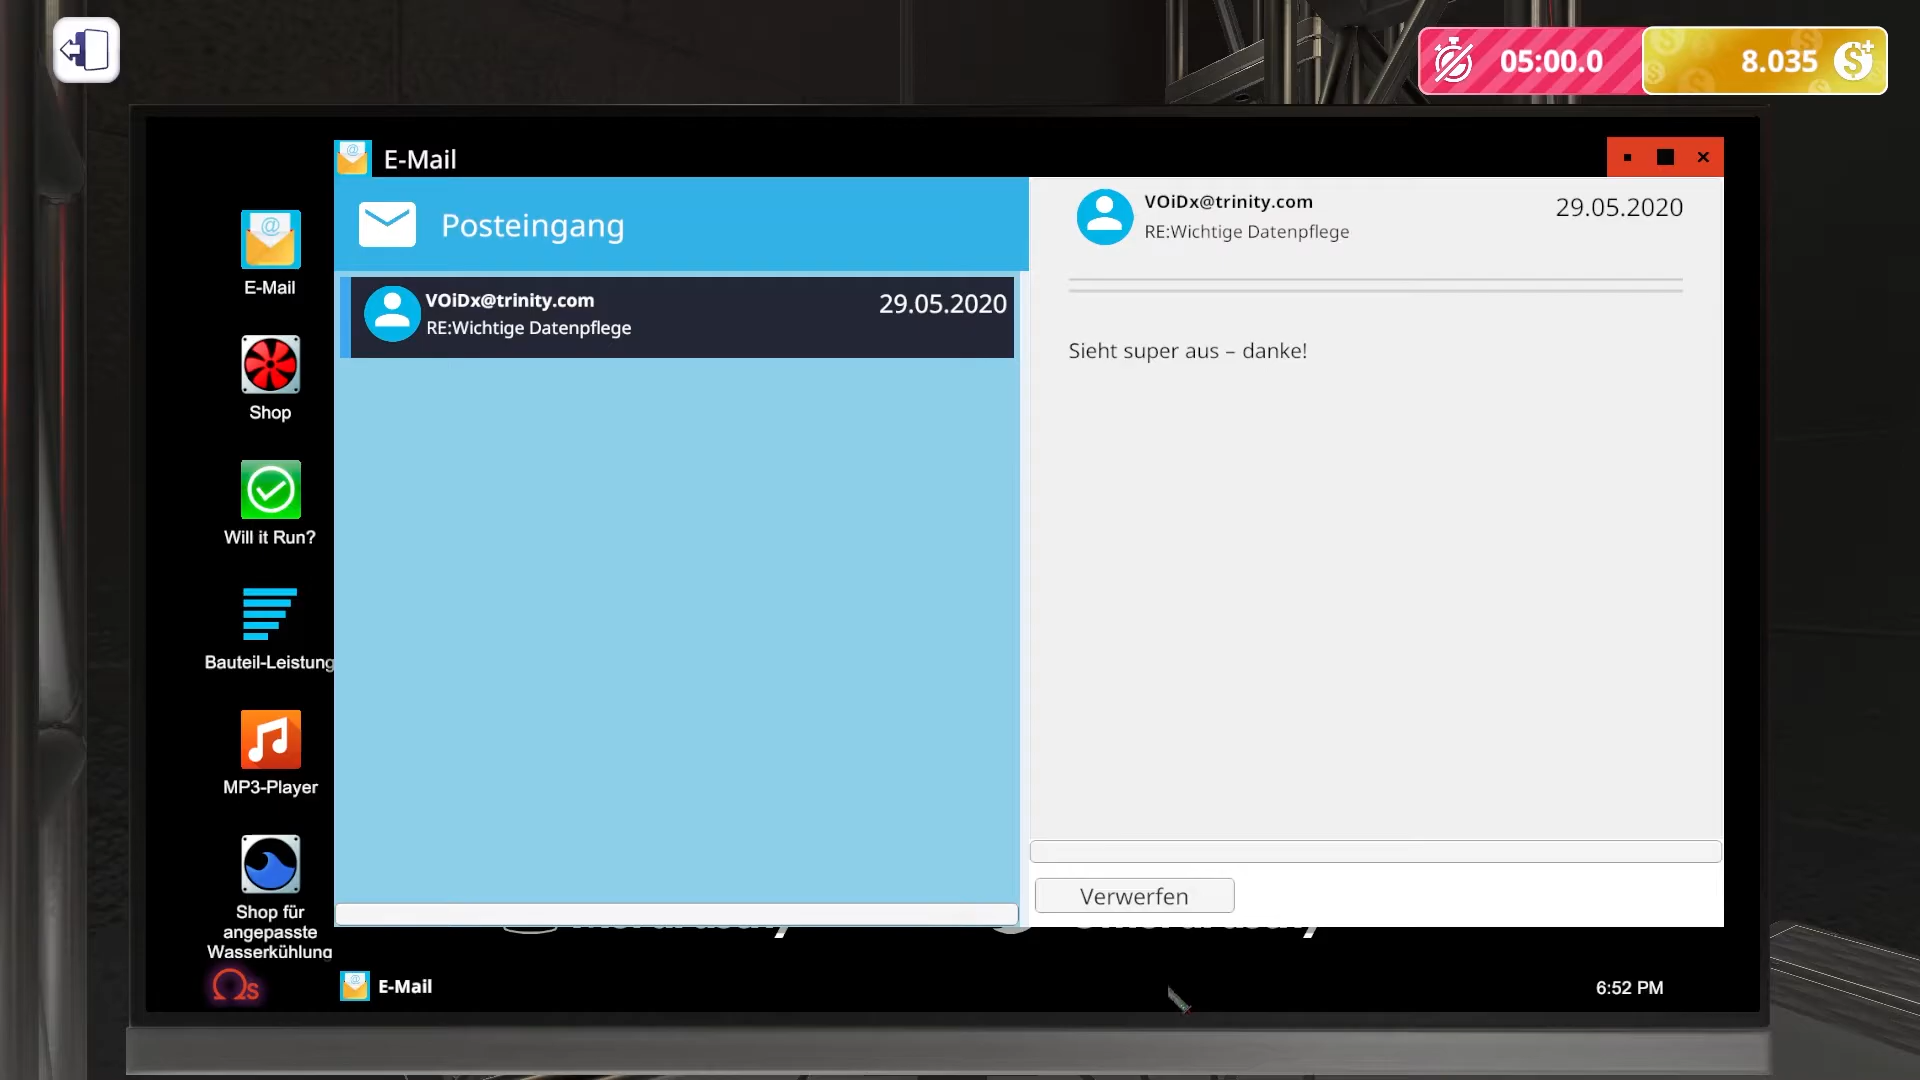 05:00.0
8.035
E-Mail
Posteingang
VOiDx@trinity.com
29.05.2020
RE:Wichtige Datenpflege
VOiDx@trinity.com
29.05.2020
RE:Wichtige Datenpflege
Sieht super aus – danke!
Verwerfen
E-Mail
Shop
Will it Run?
Bauteil-Leistung
MP3-Player
Shop für
angepasste
Wasserkühlung
Ωs
E-Mail
6:52 PM